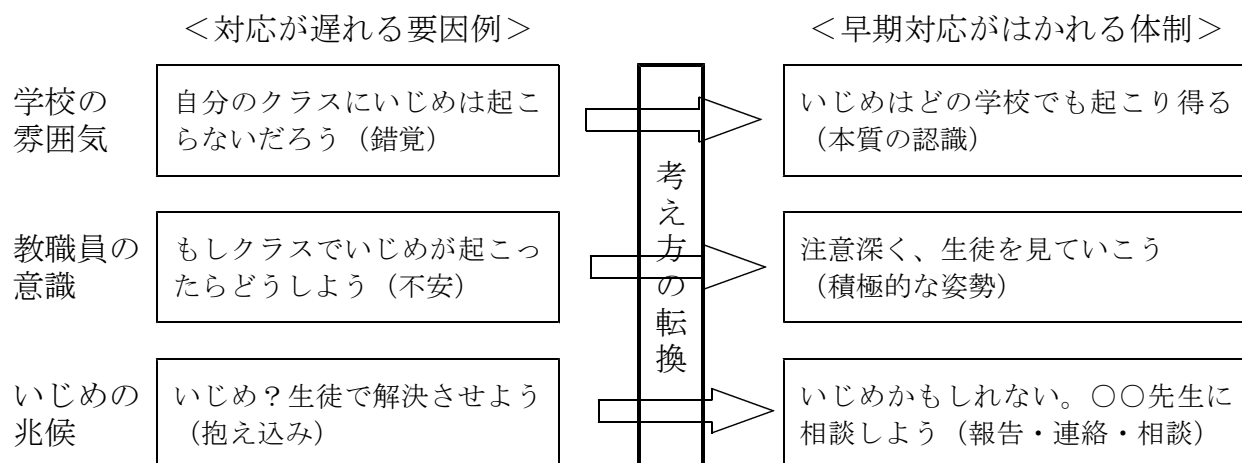 ＜対応が遅れる要因例＞
＜早期対応がはかれる体制＞
学校の
雰囲気
自分のクラスにいじめは起こ
らないだろう（錯覚）
いじめはどの学校でも起こり得る
（本質の認識）
考え方の転換
教職員の
意識
もしクラスでいじめが起こっ
たらどうしよう（不安）
注意深く、生徒を見ていこう
（積極的な姿勢）
いじめの
兆候
いじめ？生徒で解決させよう
（抱え込み）
いじめかもしれない。○○先生に
相談しよう（報告・連絡・相談）